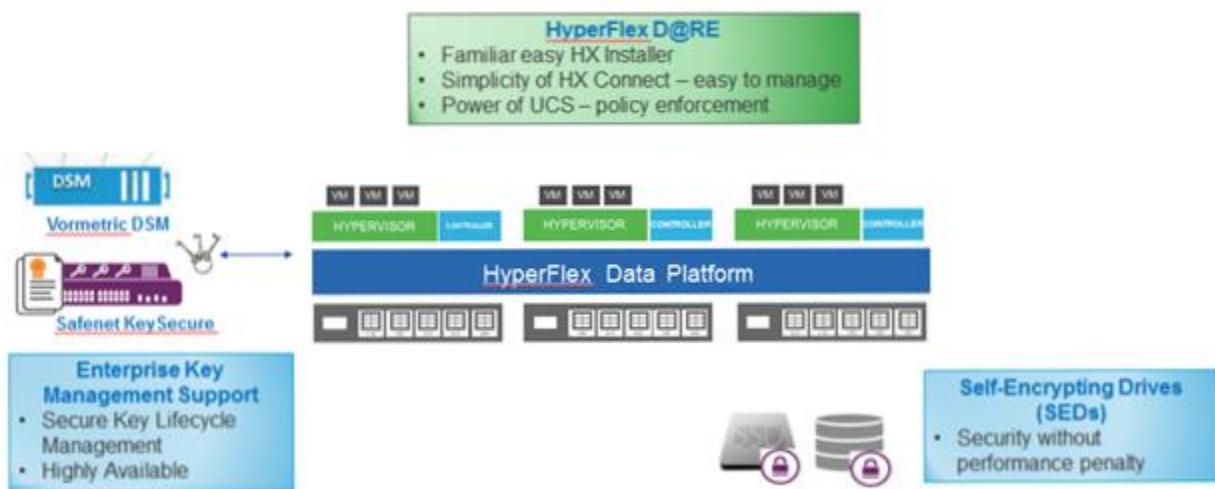 HyperFlex D@RE
• Familiar easy HX Installer
• Simplicity of HX Connect – easy to manage
• Power of UCS – policy enforcement
DSM
Vormetric DSM
Safenet KeySecure
VM VM VM
VM VM VM
VM VM VM
HYPERVISOR CONTROLLER
HYPERVISOR CONTROLLER
HYPERVISOR CONTROLLER
HyperFlex Data Platform
Enterprise Key
Management Support
• Secure Key Lifecycle
Management
• Highly Available
SSD
Self-Encrypting Drives
(SEDs)
• Security without
performance penalty